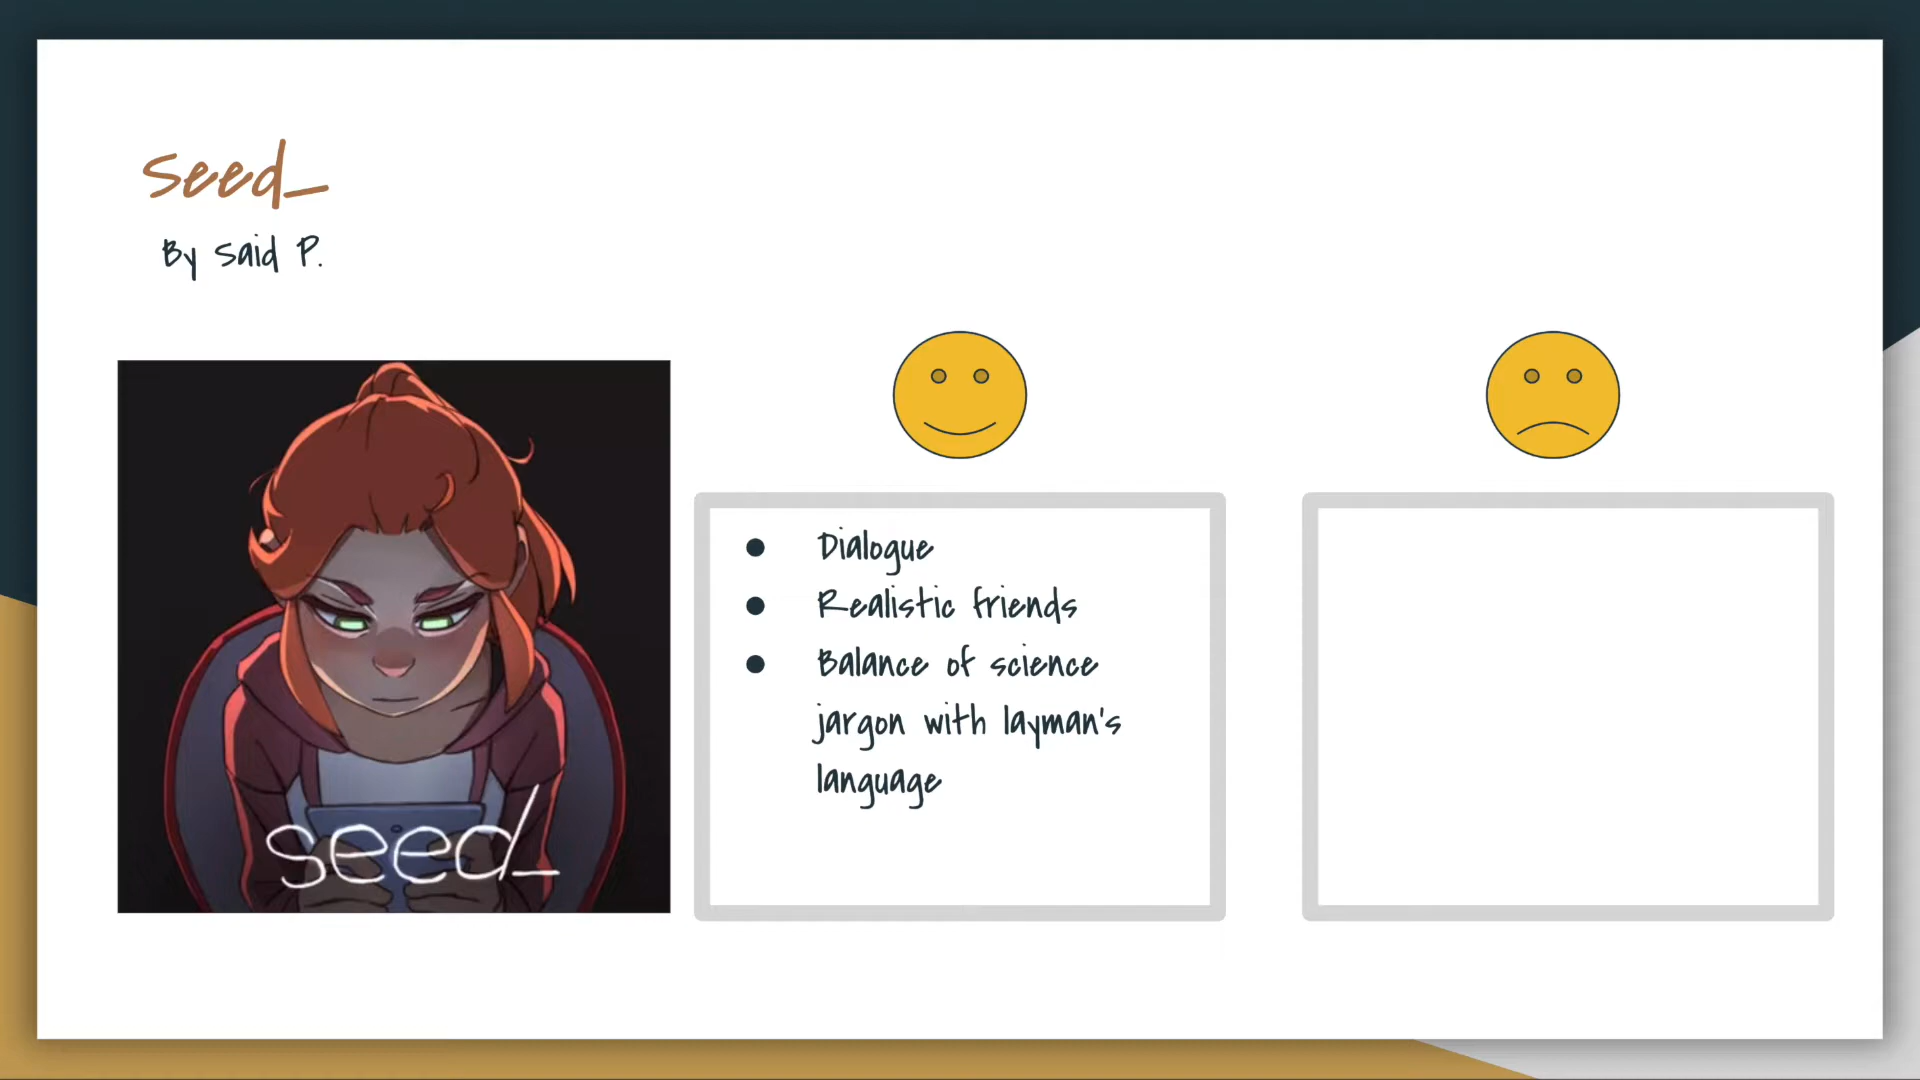 Seed_
By Said P.
seed_
● Dialogue
● Realistic friends
● Balance of science
jargon with layman's
language